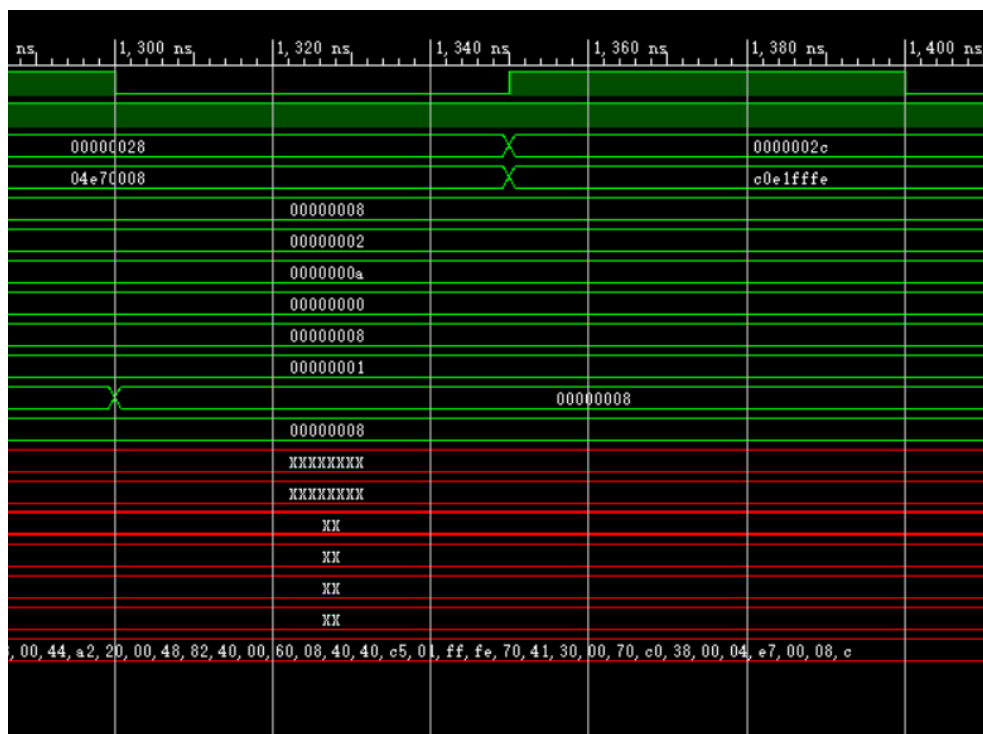 ns 1,300 ns 1,320 ns 1,340 ns 1,360 ns 1,380 ns 1,400 ns
00000028 0000002c
04e70008 c0e1fffe
00000008
00000002
0000000a
00000000
00000008
00000001
00000008
00000008
XXXXXXXX
XXXXXXXX
XX
XX
XX
XX
, 00, 44, a2, 20, 00, 48, 82, 40, 00, 60, 08, 40, 40, c5, 01, ff, fe, 70, 41, 30, 00, 70, c0, 38, 00, 04, e7, 00, 08, c